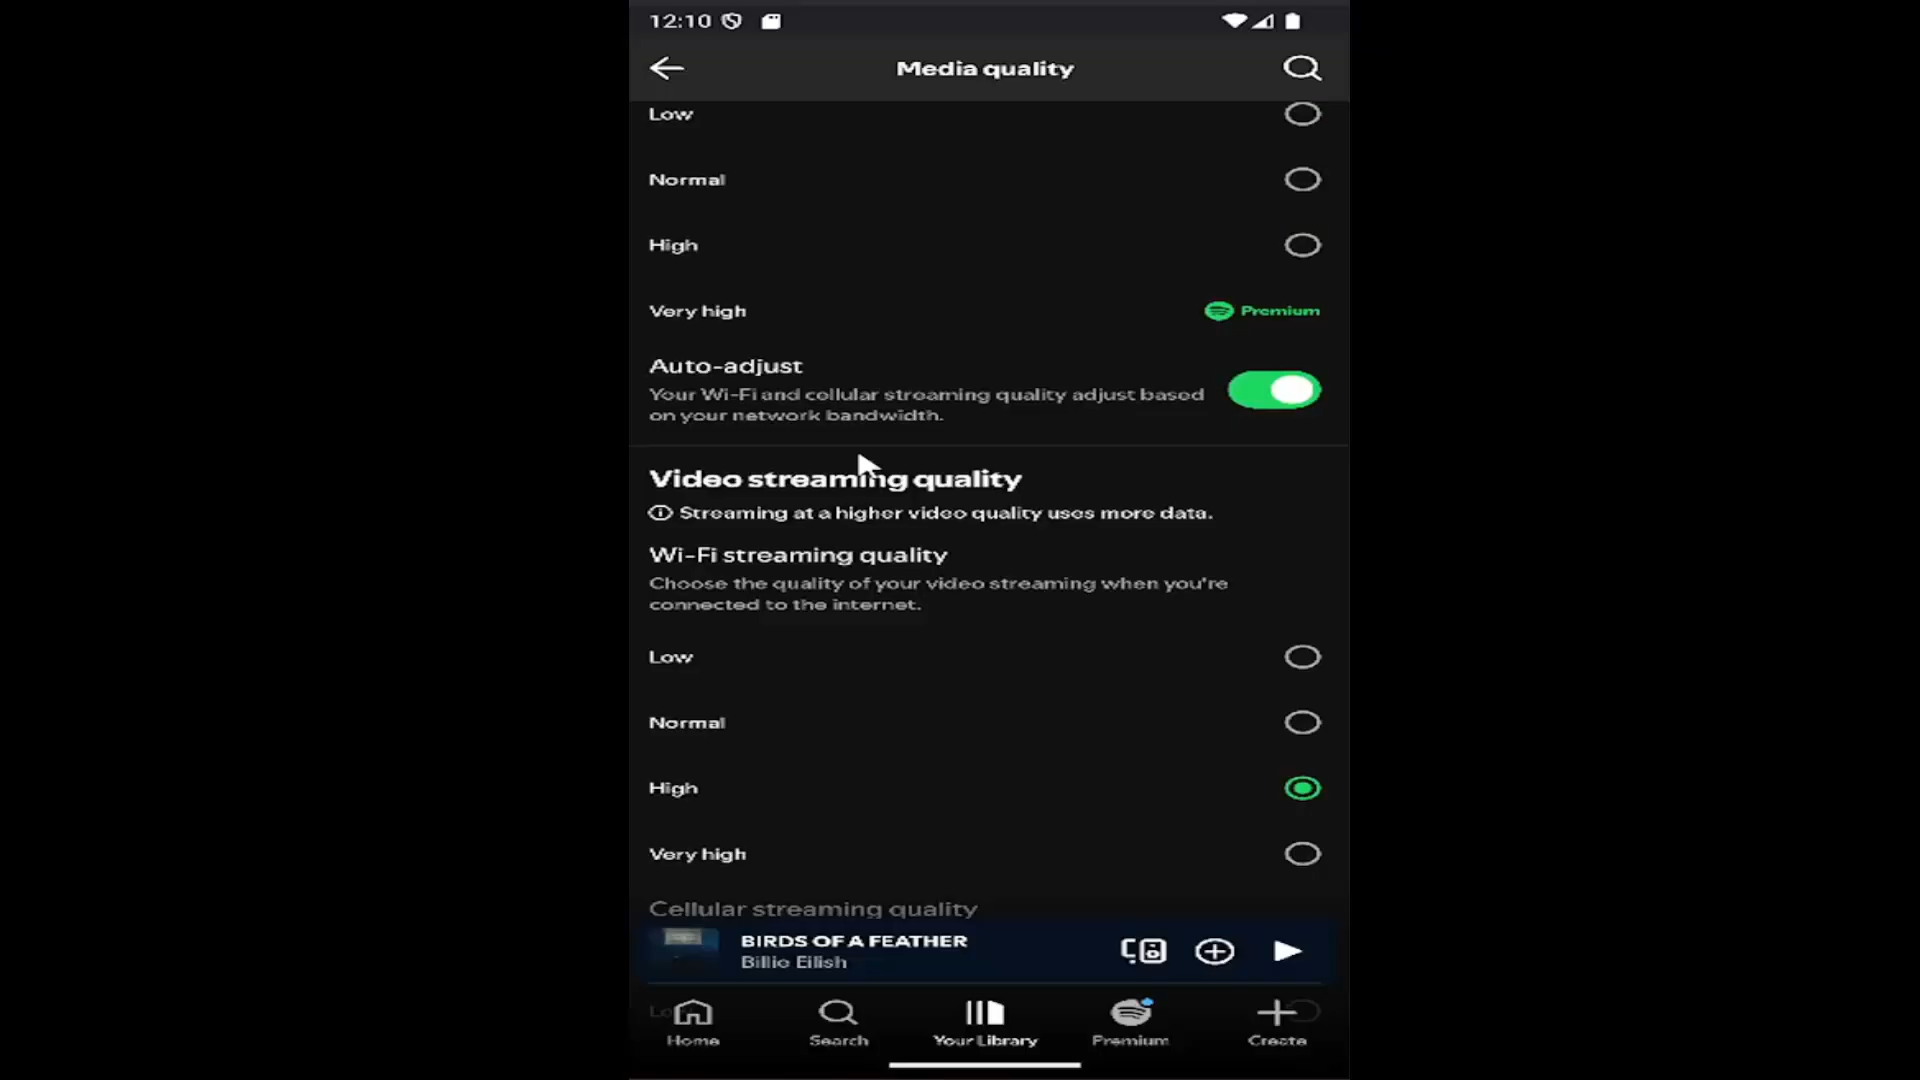 12:10
Media quality
Low
Normal
High
Very high
Premium
Auto-adjust
Your Wi-Fi and cellular streaming quality adjust based
on your network bandwidth.
Video streaming quality
Streaming at a higher video quality uses more data.
Wi-Fi streaming quality
Choose the quality of your video streaming when you're
connected to the internet.
Low
Normal
High
Very high
Cellular streaming quality
BIRDS OF A FEATHER
Billie Eilish
Home
Search
Your Library
Premium
Create